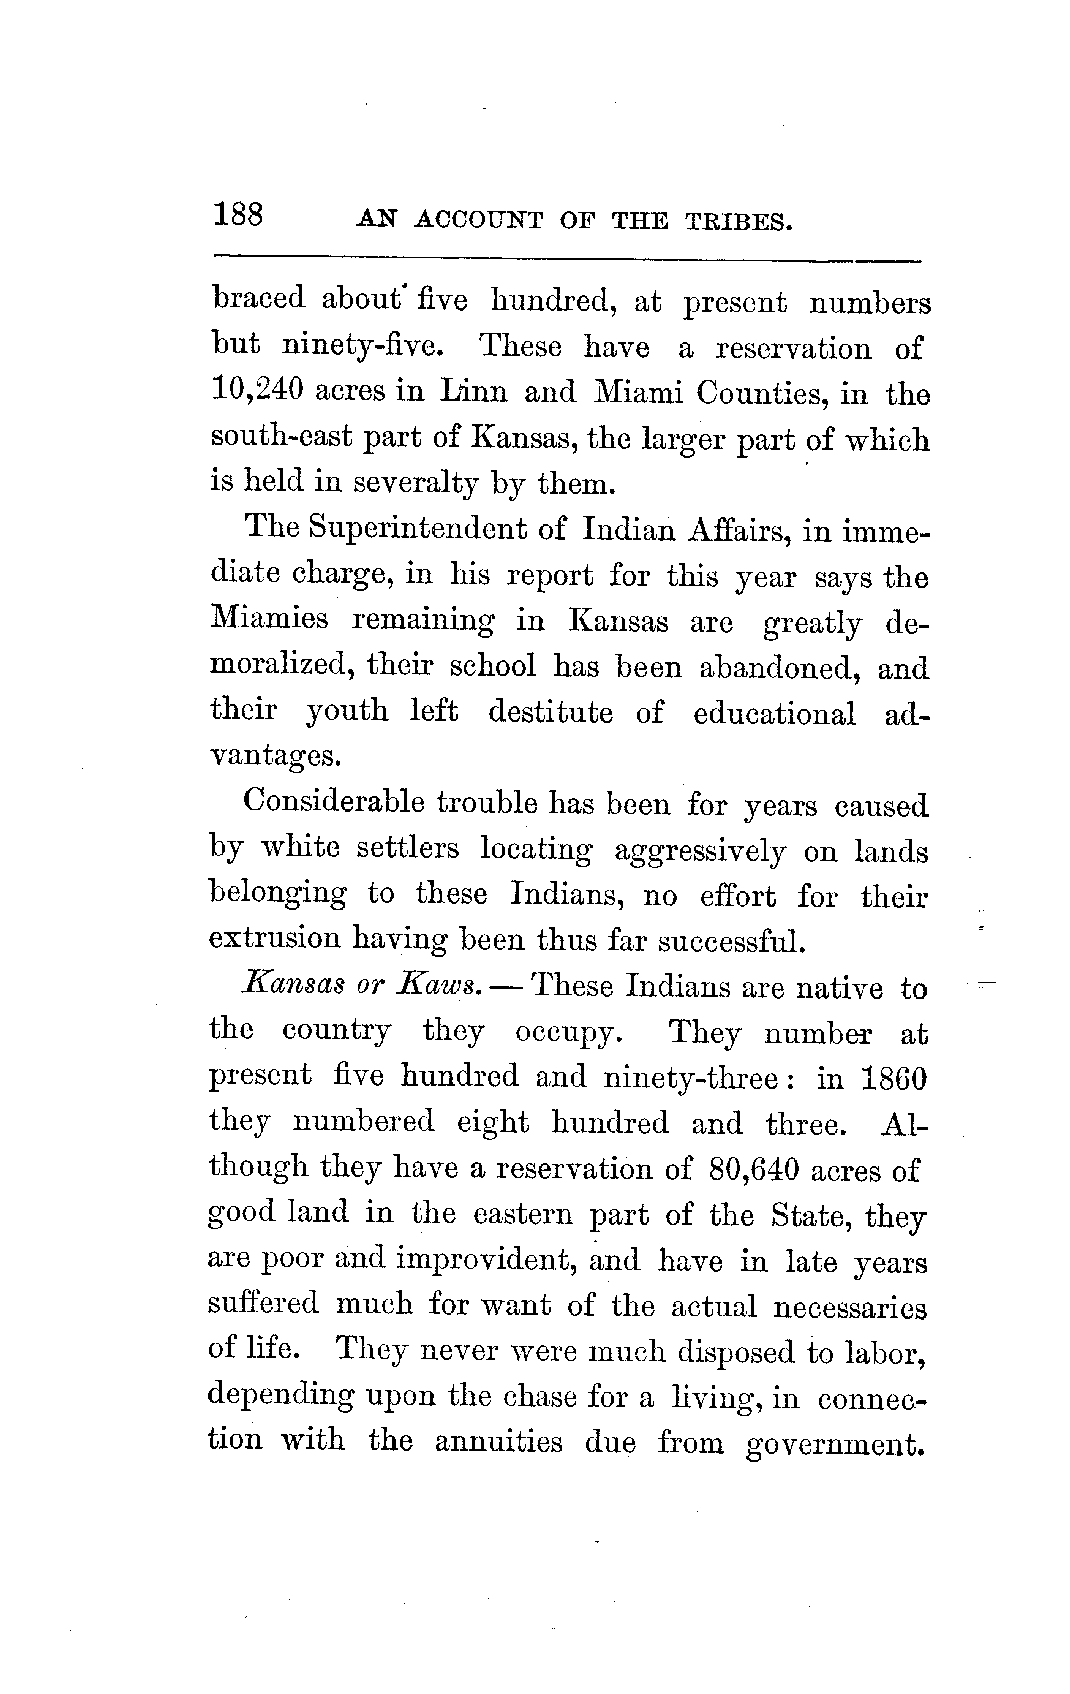 188 AN ACCOUNT OF THE TRIBES.
braced about five hundred, at present numbers
but ninety-five. These have a reservation of
10,240 acres in Linn and Miami Counties, in the
south-east part of Kansas, the larger part of which
is held in severalty by them.
The Superintendent of Indian Affairs, in imme-
diate charge, in his report for this year says the
Miamies remaining in Kansas are greatly de-
moralized, their school has been abandoned, and
their youth left destitute of educational ad-
vantages.
Considerable trouble has been for years caused
by white settlers locating aggressively on lands
belonging to these Indians, no effort for their
extrusion having been thus far successful.
Kansas or Kaws. — These Indians are native to
the country they occupy. They number at
present five hundred and ninety-three: in 1860
they numbered eight hundred and three. Al-
though they have a reservation of 80,640 acres of
good land in the eastern part of the State, they
are poor and improvident, and have in late years
suffered much for want of the actual necessaries
of life. They never were much disposed to labor,
depending upon the chase for a living, in connec-
tion with the annuities due from government.